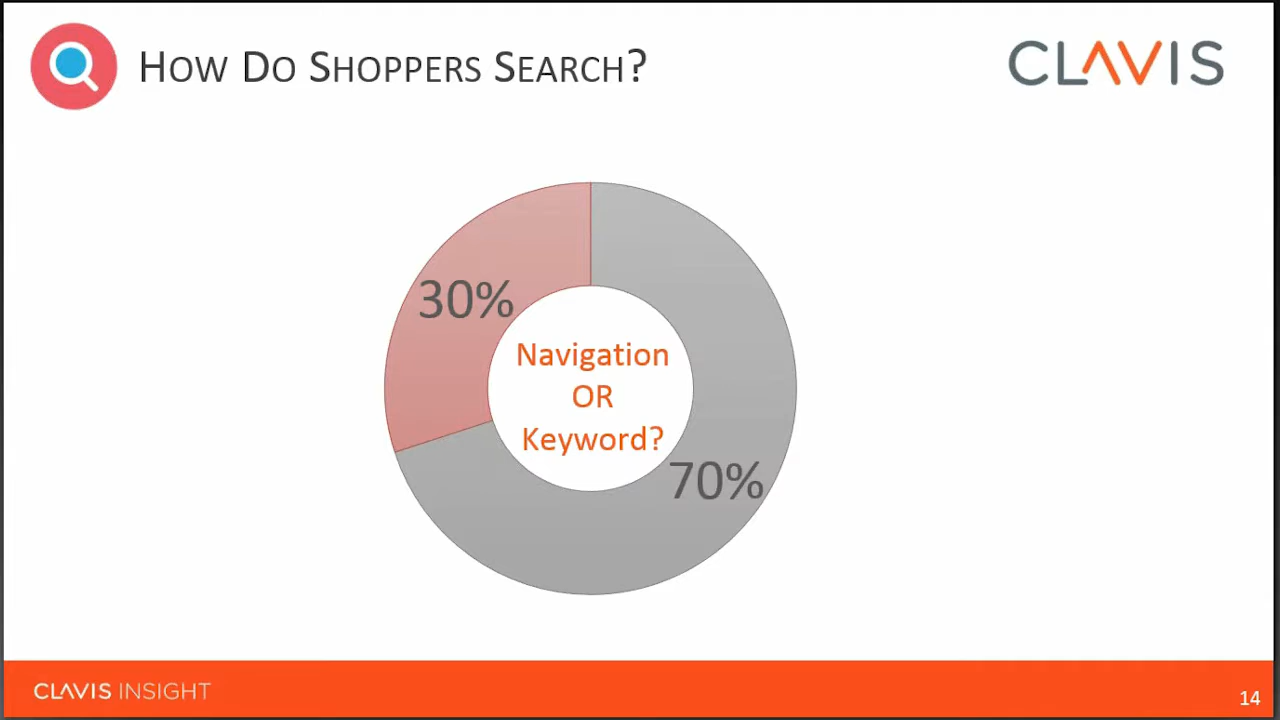 How Do Shoppers Search?
CLAVIS
30%
Navigation
OR
Keyword?
70%
CLAVIS INSIGHT
14